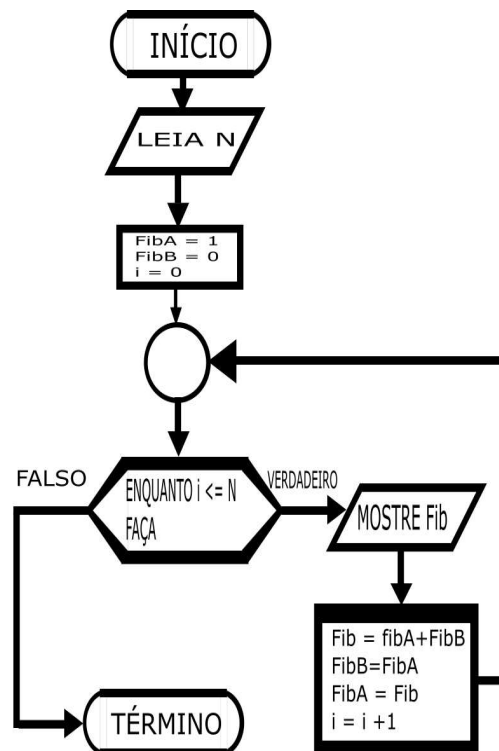 INÍCIO
LEIA N
FibA = 1
FibB = 0
i = 0
FALSO
ENQUANTO i <= N
FAÇA
VERDADEIRO
MOSTRE Fib
Fib = fibA+FibB
FibB=FibA
FibA = Fib
i = i +1
TÉRMINO